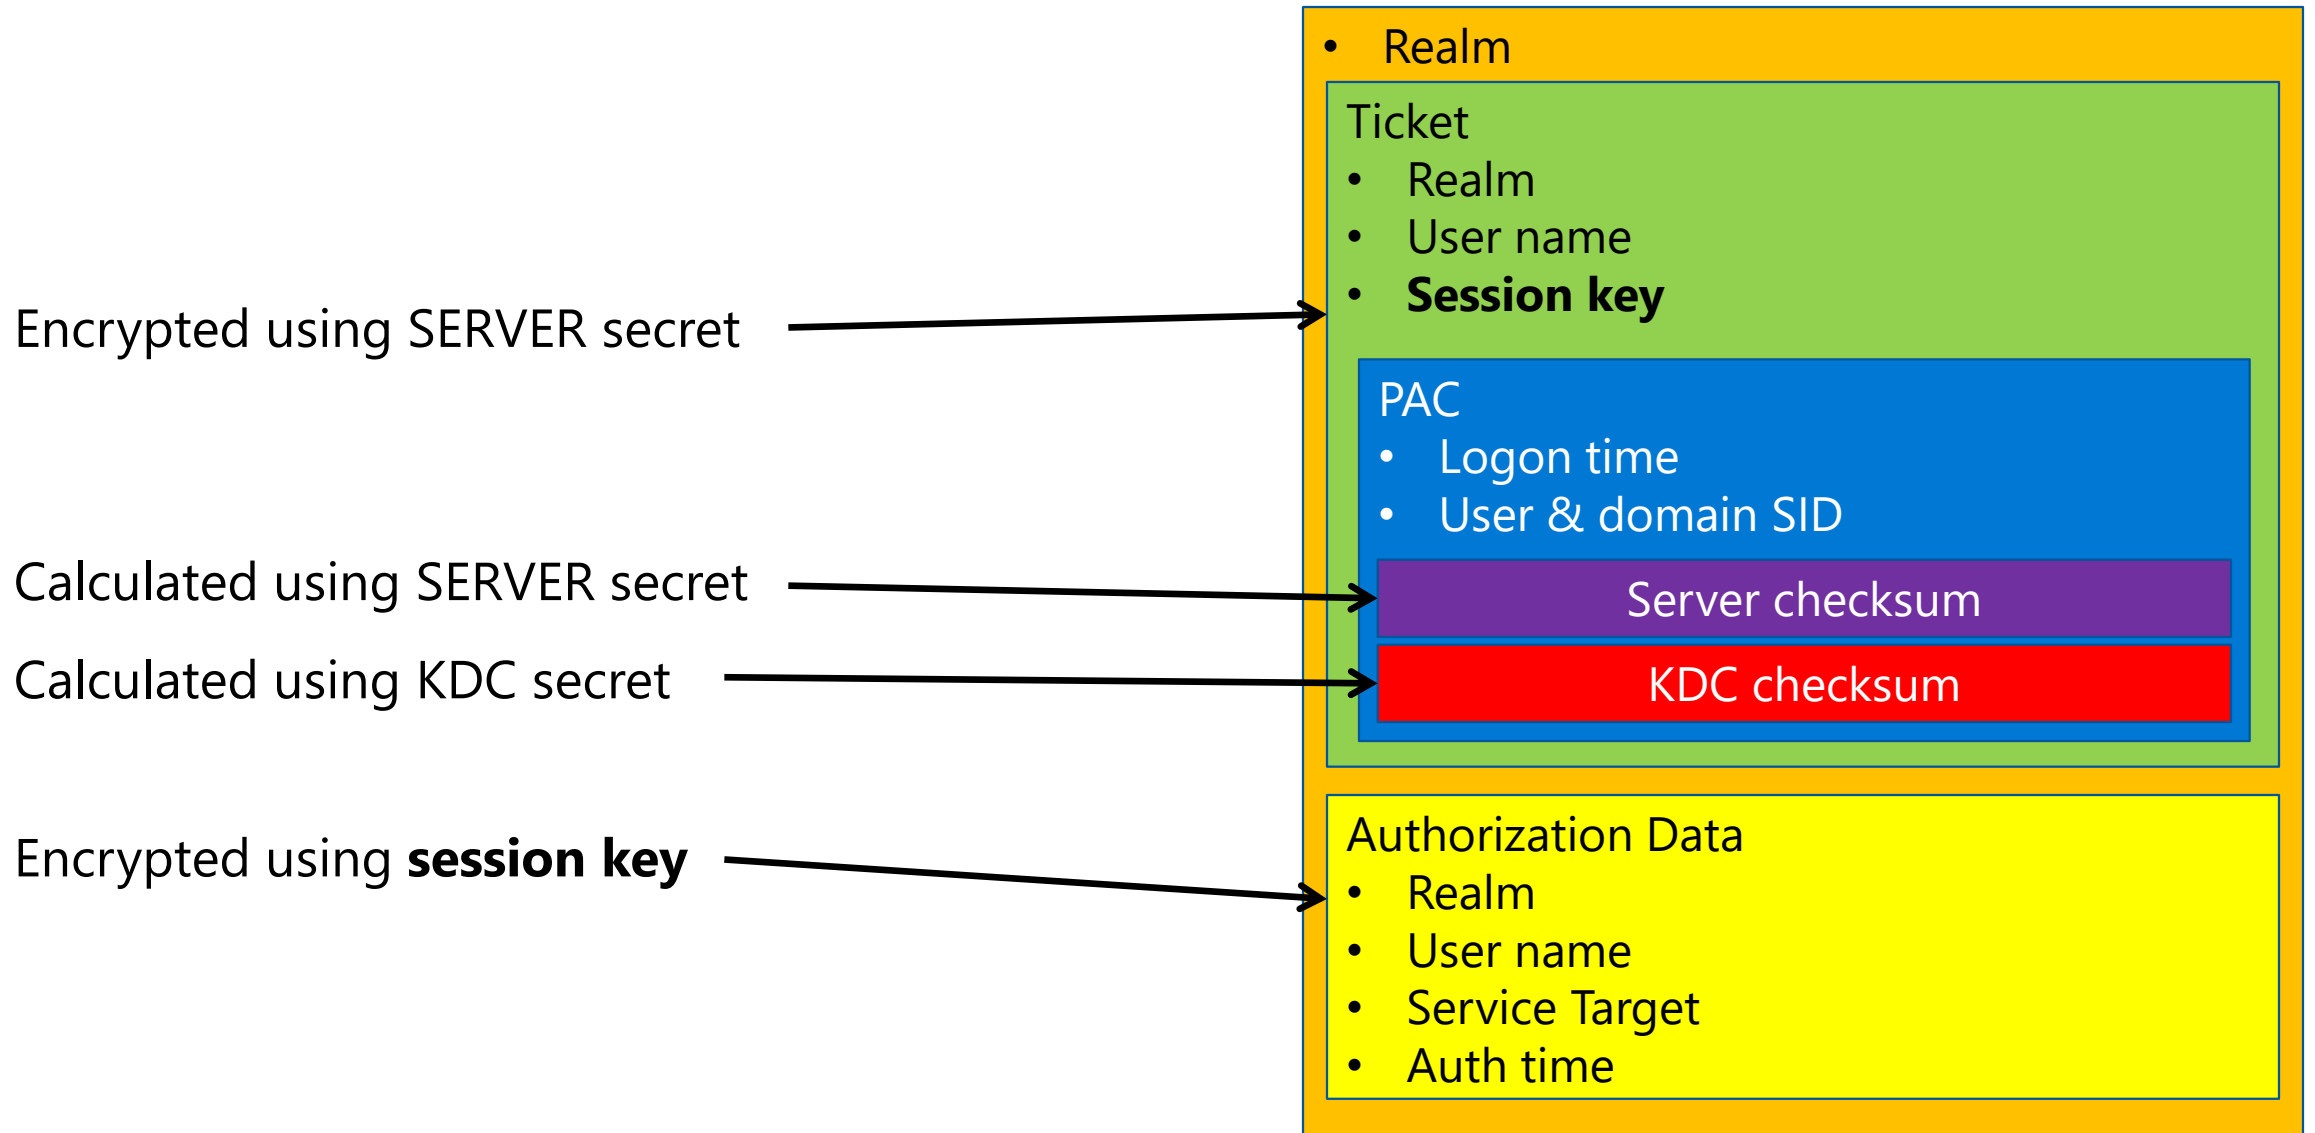 • Realm
Ticket
• Realm
• User name
• Session key
Encrypted using SERVER secret
PAC
• Logon time
• User & domain SID
Calculated using SERVER secret
Server checksum
Calculated using KDC secret
KDC checksum
Encrypted using session key
Authorization Data
• Realm
• User name
• Service Target
• Auth time